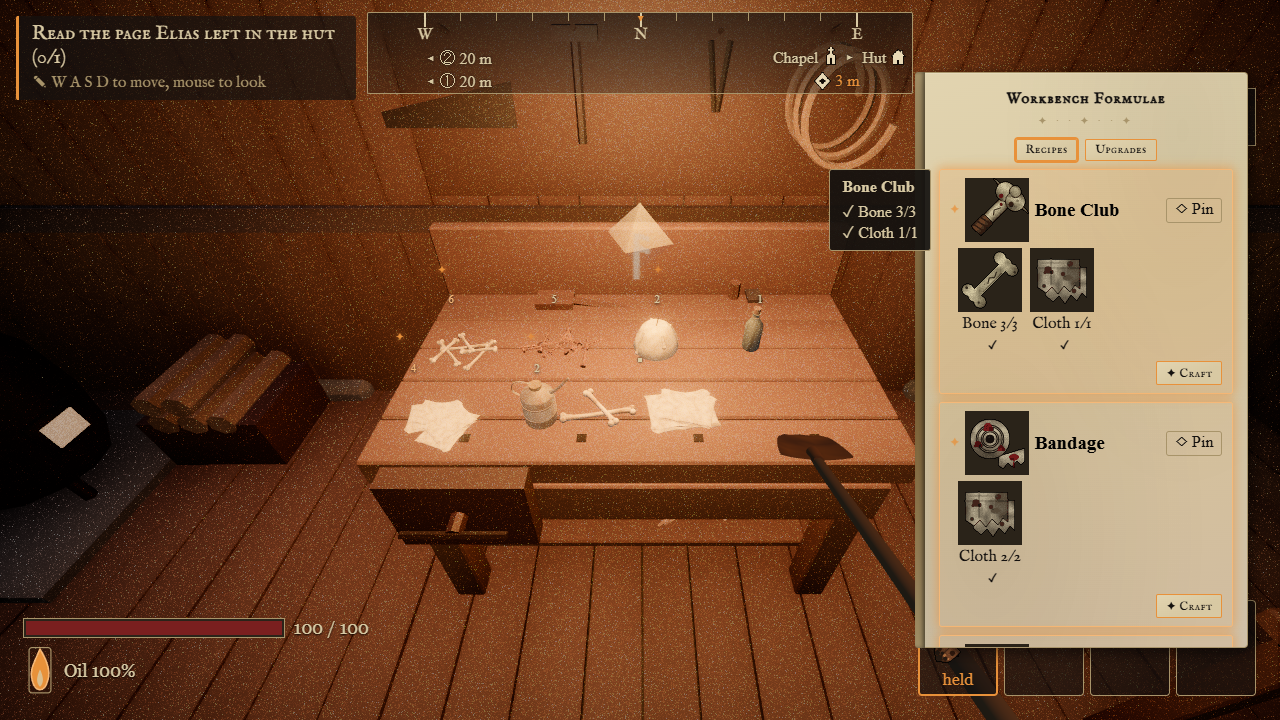 Read the page Elias left in the hut
(0/1)
W A S D to move, mouse to look
W N E
② 20 m
① 20 m
Chapel Hut
3 m
Workbench Formulae
Recipes Upgrades
Bone Club
✓ Bone 3/3
✓ Cloth 1/1
Bone Club
◇ Pin
Bone 3/3 Cloth 1/1
✓ ✓
✦ Craft
Bandage
◇ Pin
Cloth 2/2
✓
✦ Craft
6 5 2 1
4 2
100 / 100
Oil 100%
held